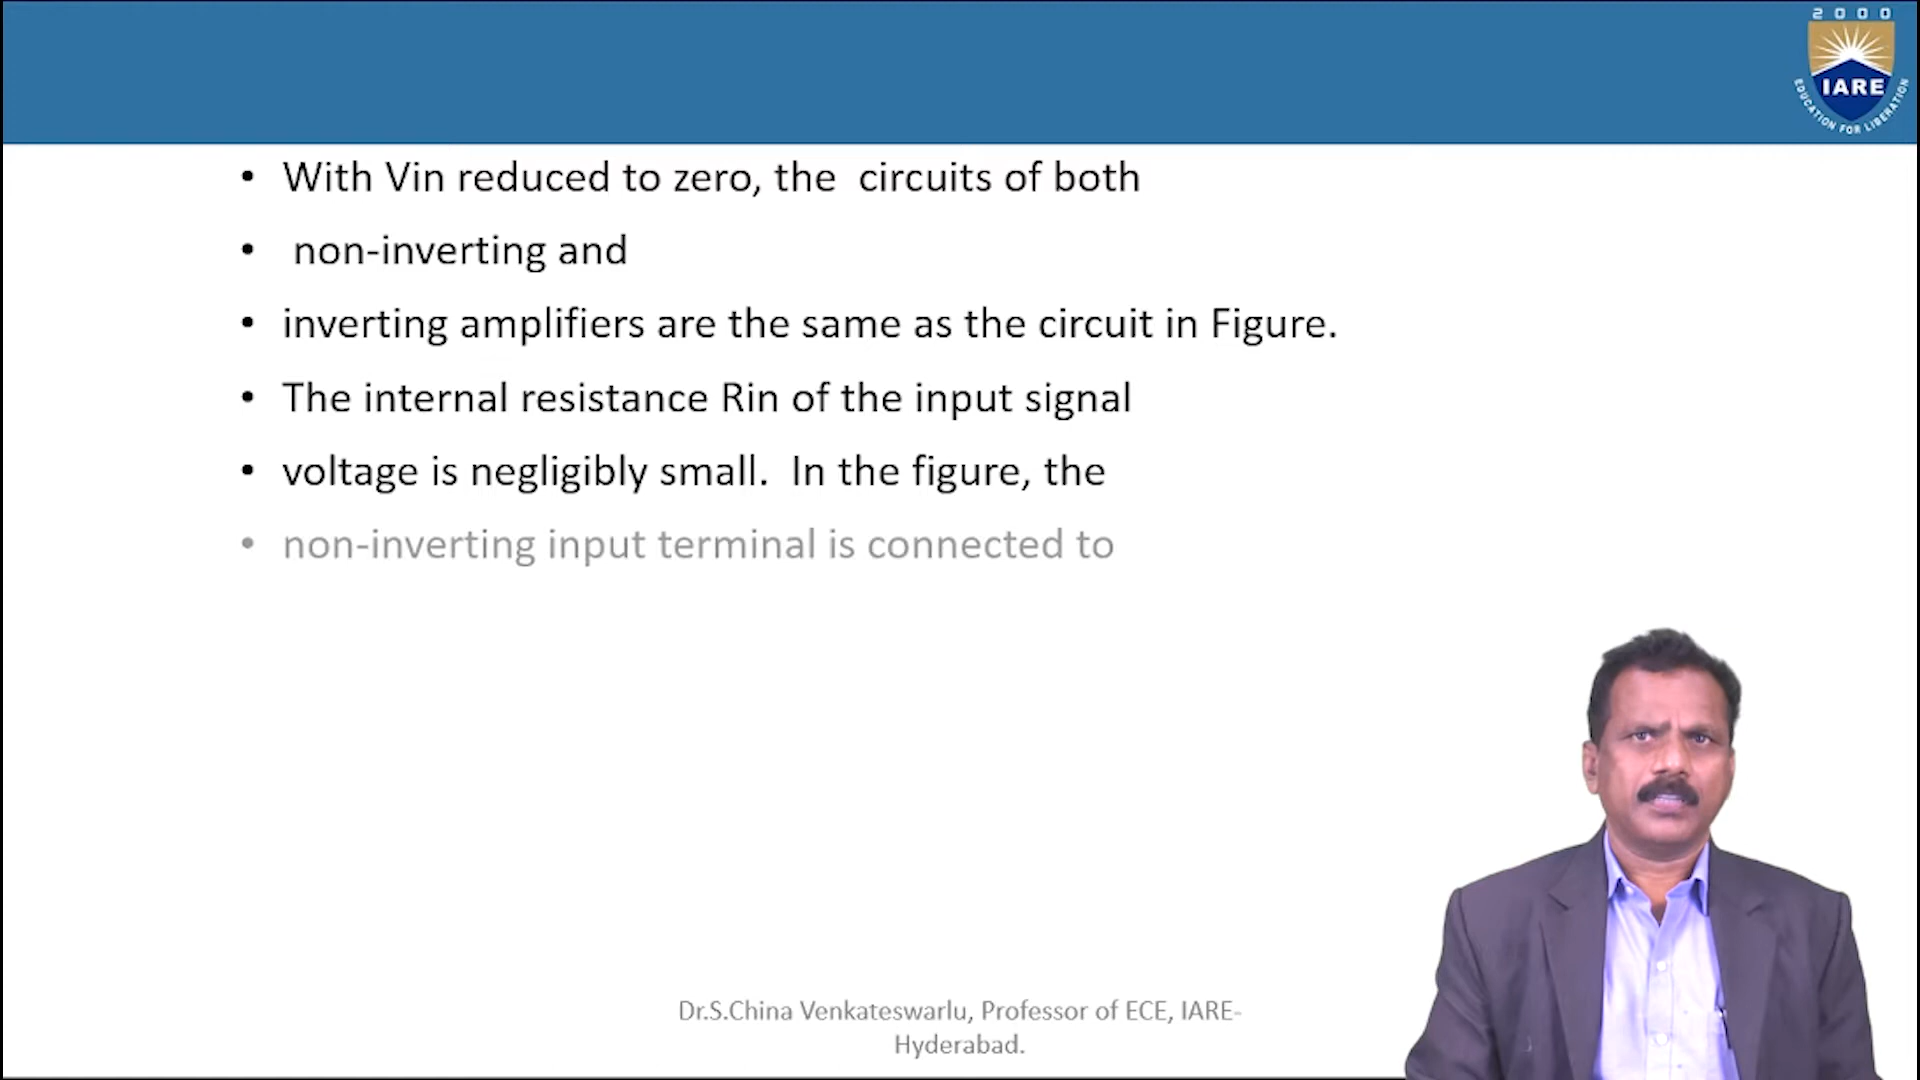 2000
IARE
EDUCATION FOR LIBERATION
• With Vin reduced to zero, the  circuits of both
•  non-inverting and
• inverting amplifiers are the same as the circuit in Figure.
• The internal resistance Rin of the input signal
• voltage is negligibly small.  In the figure, the
• non-inverting input terminal is connected to
Dr.S.China Venkateswarlu, Professor of ECE, IARE-
Hyderabad.